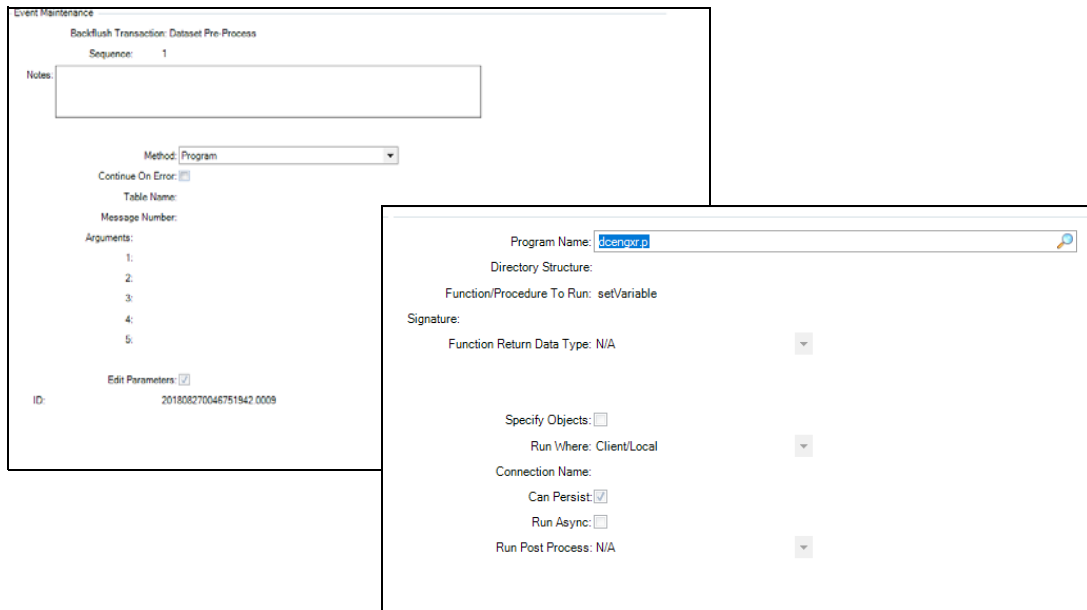 Event Maintenance
Backflush Transaction: Dataset Pre-Process
Sequence: 1
Notes:
Method: Program
Continue On Error:
Table Name:
Message Number:
Arguments:
1:
2:
3:
4:
5:
Edit Parameters:
ID: 201808270046751942.0009
Program Name: dcengxr.p
Directory Structure:
Function/Procedure To Run: setVariable
Signature:
Function Return Data Type: N/A
Specify Objects:
Run Where: Client/Local
Connection Name:
Can Persist:
Run Async:
Run Post Process: N/A